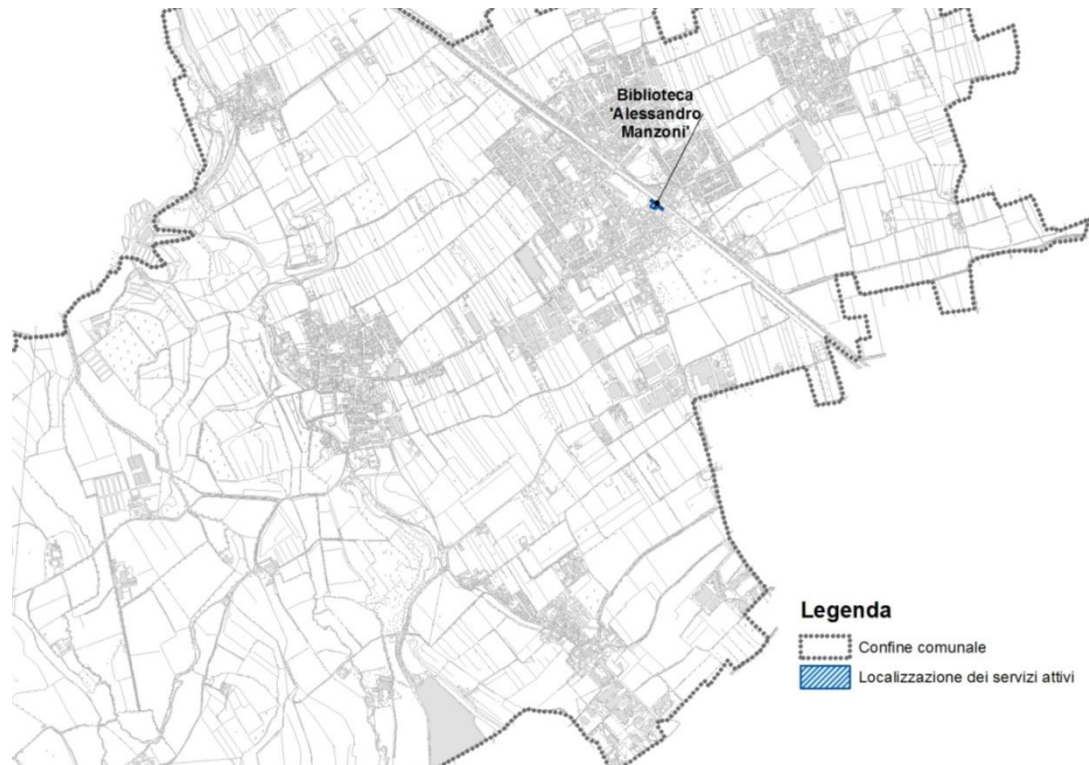 Biblioteca
'Alessandro
Manzoni'
Legenda
Confine comunale
Localizzazione dei servizi attivi